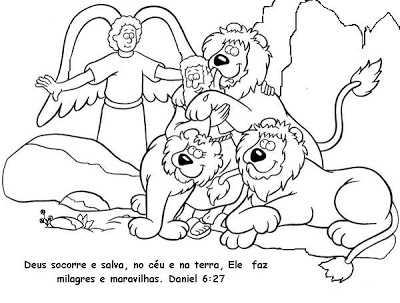 Deus socorre e salva, no céu e na terra, Ele faz
milagres e maravilhas. Daniel 6:27